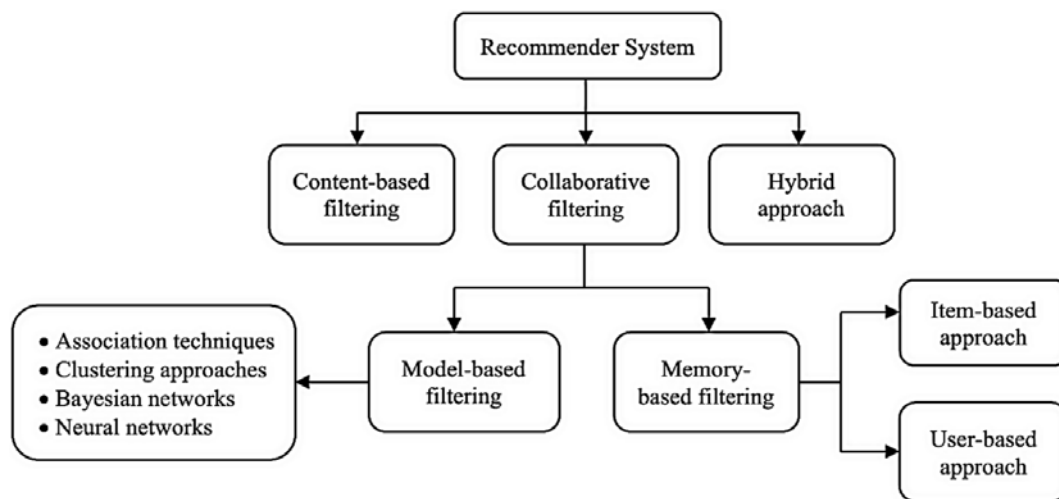 Recommender System
Content-based
filtering
Collaborative
filtering
Hybrid
approach
• Association techniques
• Clustering approaches
• Bayesian networks
• Neural networks
Model-based
filtering
Memory-
based filtering
Item-based
approach
User-based
approach